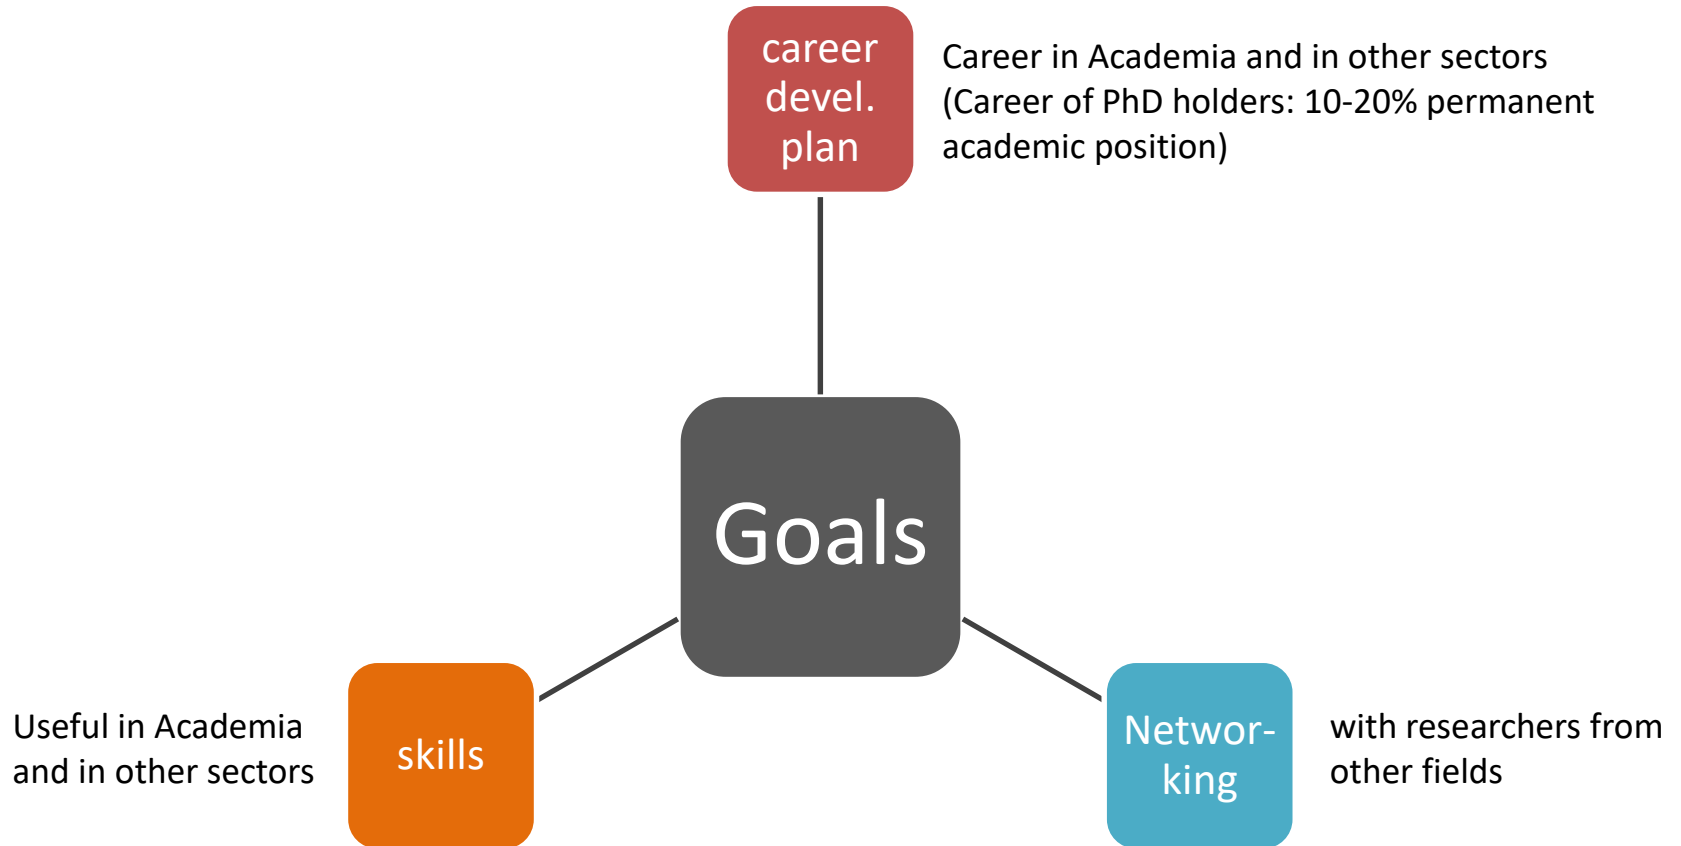 career
devel.
plan
Career in Academia and in other sectors
(Career of PhD holders: 10-20% permanent
academic position)
Goals
Useful in Academia
and in other sectors
skills
Networ-
king
with researchers from
other fields